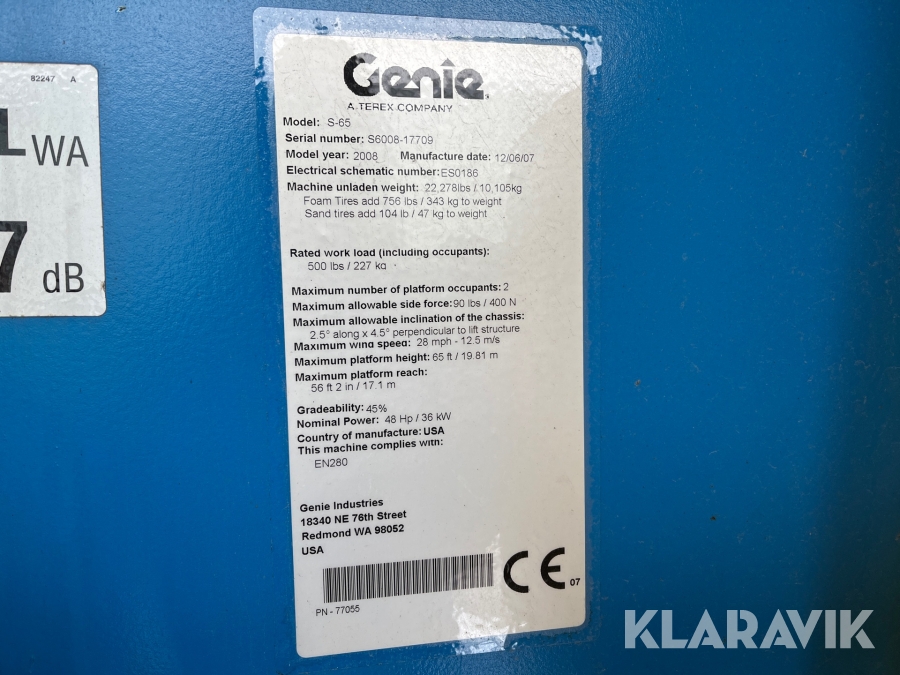 82247 A
L WA
7 dB
Genie
A TEREX COMPANY
Model: S-65
Serial number: S6008-17709
Model year: 2008 Manufacture date: 12/06/07
Electrical schematic number: ES0186
Machine unladen weight: 22,278lbs / 10,105kg
Foam Tires add 756 lbs / 343 kg to weight
Sand tires add 104 lb / 47 kg to weight
Rated work load (including occupants):
500 lbs / 227 kg
Maximum number of platform occupants: 2
Maximum allowable side force: 90 lbs / 400 N
Maximum allowable inclination of the chassis:
2.5° along x 4.5° perpendicular to lift structure
Maximum wind speed: 28 mph - 12.5 m/s
Maximum platform height: 65 ft / 19.81 m
Maximum platform reach:
56 ft 2 in / 17.1 m
Gradeability: 45%
Nominal Power: 48 Hp / 36 kW
Country of manufacture: USA
This machine complies with:
EN280
Genie Industries
18340 NE 76th Street
Redmond WA 98052
USA
CE 07
PN - 77055
KLARAVIK